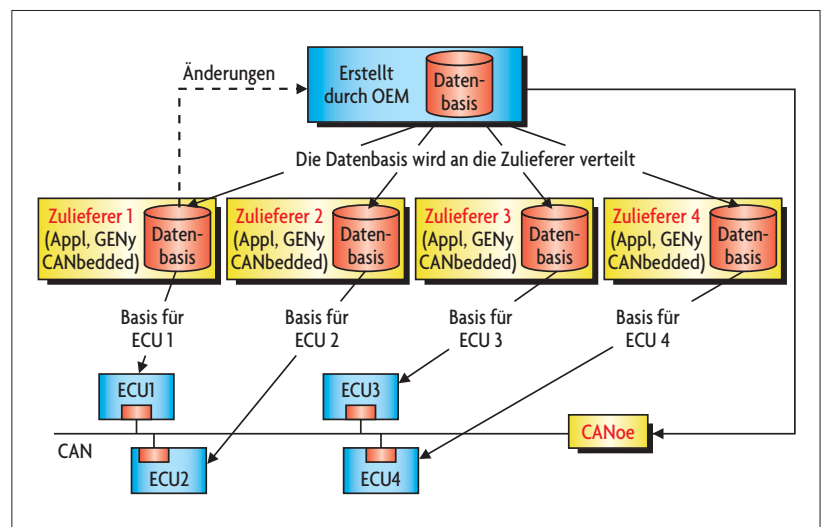 Änderungen
Erstellt
durch OEM
Daten-
basis
Die Datenbasis wird an die Zulieferer verteilt
Zulieferer 1
(Appl, GENy
CANbedded)
Daten-
basis
Zulieferer 2
(Appl, GENy
CANbedded)
Daten-
basis
Zulieferer 3
(Appl, GENy
CANbedded)
Daten-
basis
Zulieferer 4
(Appl, GENy
CANbedded)
Daten-
basis
Basis für
ECU 1
Basis für
ECU 2
Basis für
ECU 3
Basis für
ECU 4
ECU1
ECU3
CANoe
CAN
ECU2
ECU4